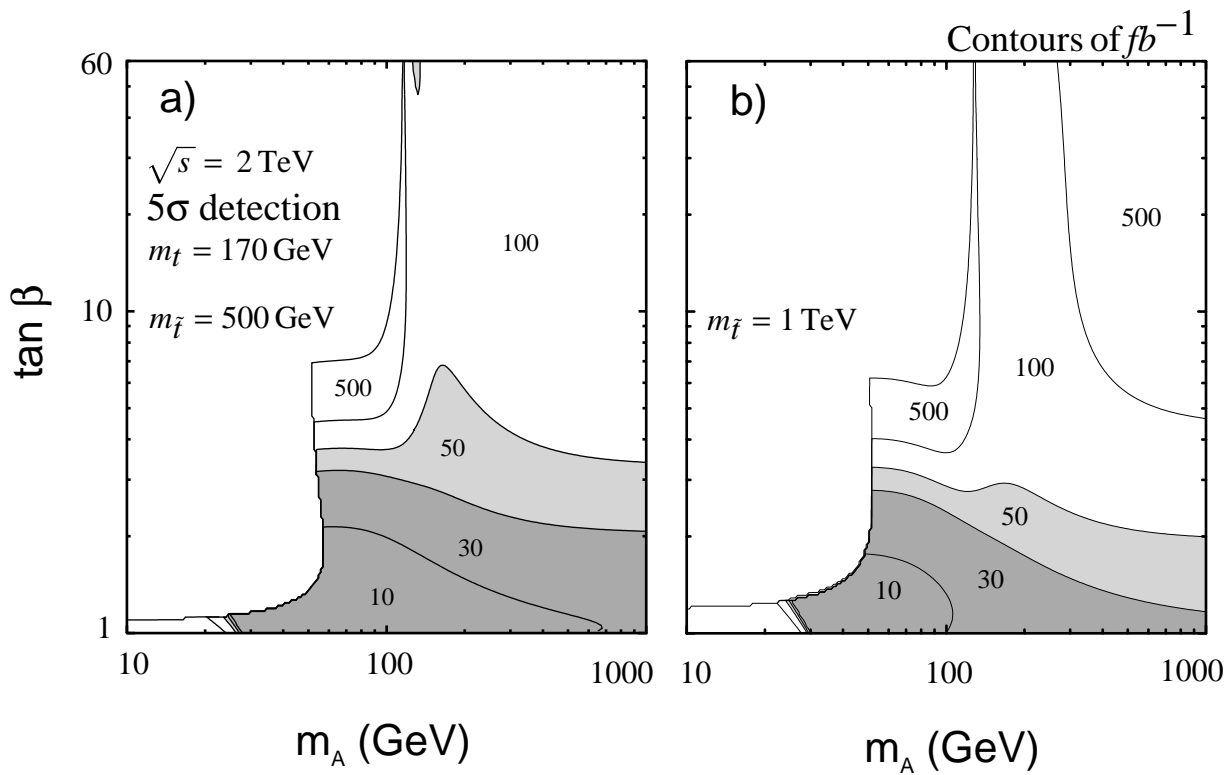 Contours of fb⁻¹
60
a)
√s = 2 TeV
5σ detection
m_t = 170 GeV
m_t̃ = 500 GeV
tan β
10
1
100
500
50
30
10
10
100
1000
m_A (GeV)
b)
m_t̃ = 1 TeV
500
100
500
50
30
10
10
100
1000
m_A (GeV)